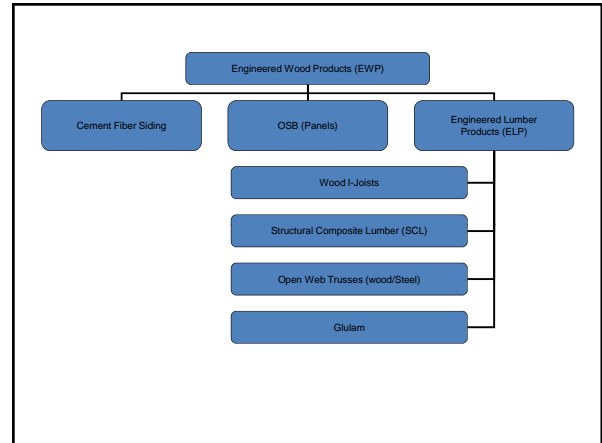 Engineered Wood Products (EWP)
Cement Fiber Siding
OSB (Panels)
Engineered Lumber
Products (ELP)
Wood I-Joists
Structural Composite Lumber (SCL)
Open Web Trusses (wood/Steel)
Glulam